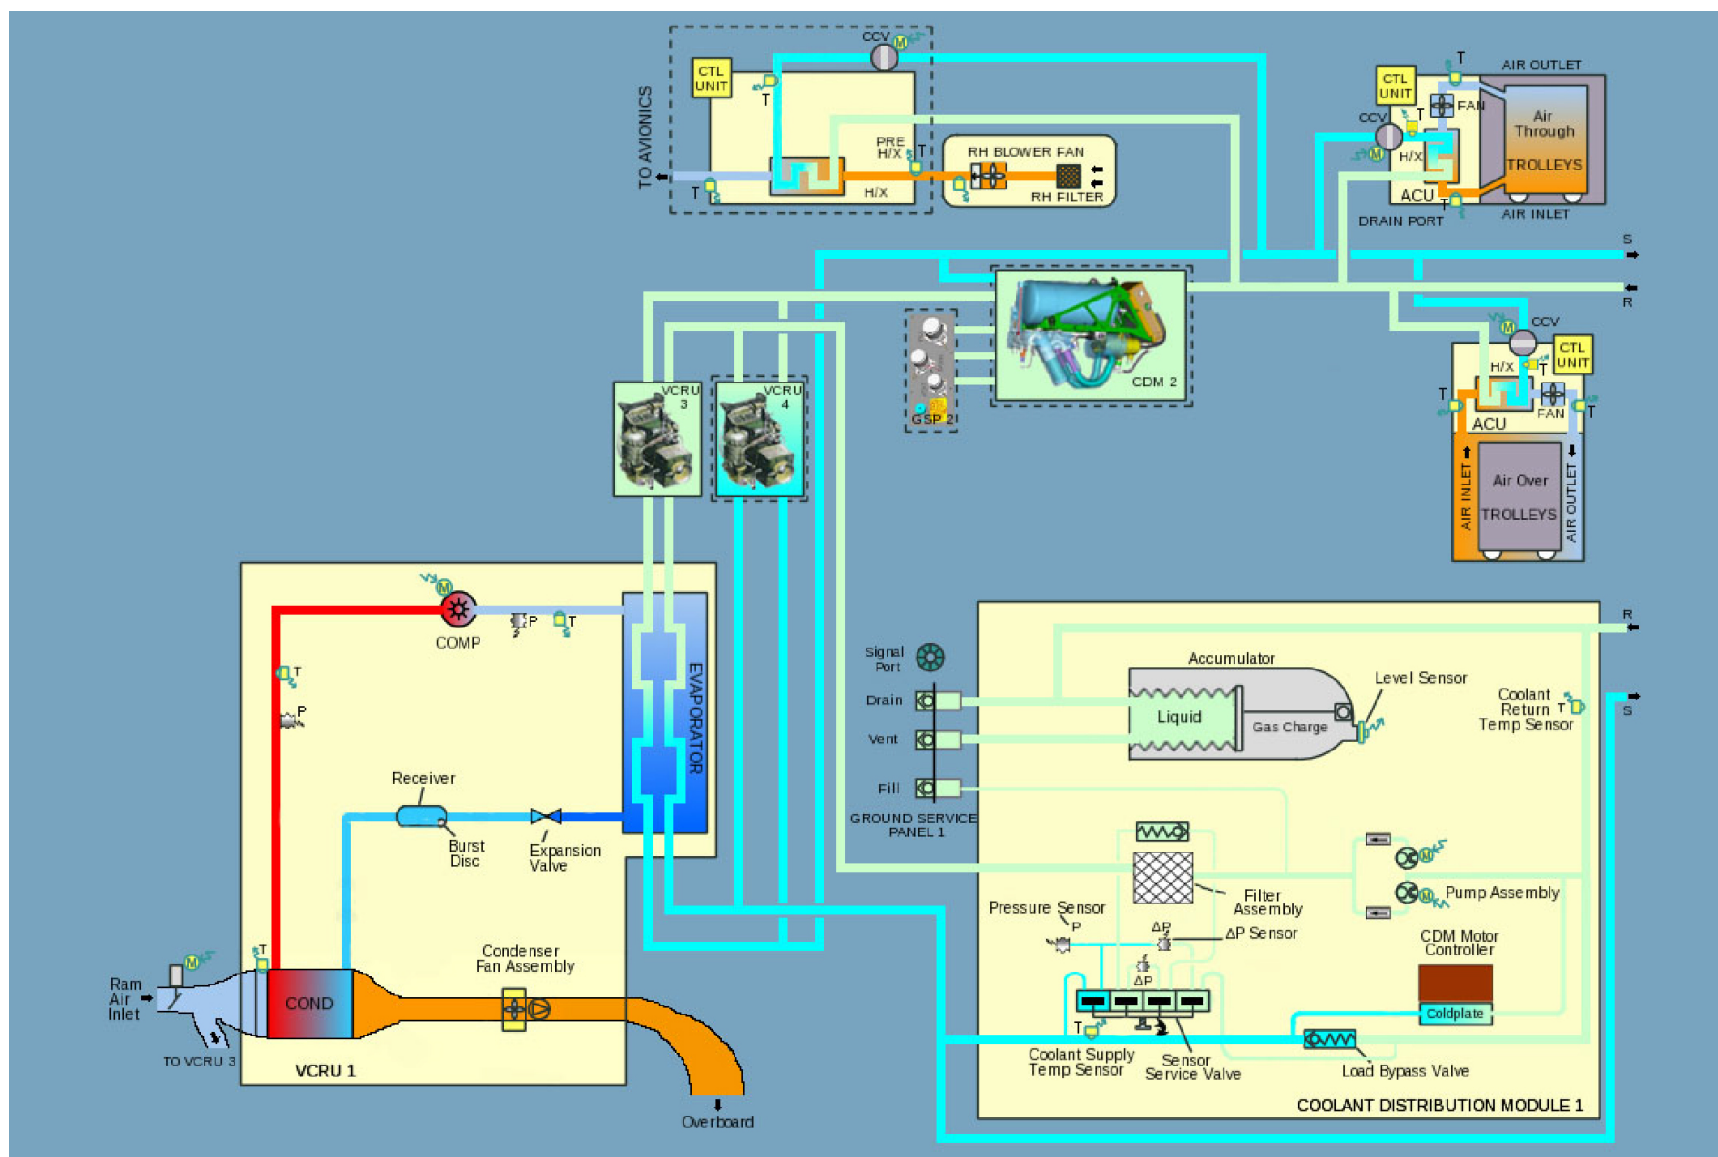 CCV
M
CTL
UNIT
T
TO AVIONICS
PRE
H/X
T
T
H/X
RH BLOWER FAN
RH FILTER
AIR OUTLET
T
CTL
UNIT
FAN
CCV
T
M
H/X
Air
Through
TROLLEYS
ACU
T
AIR INLET
DRAIN PORT
S
R
CCV
M
CTL
UNIT
H/X
T
T
T
FAN
ACU
AIR INLET
Air Over
TROLLEYS
AIR OUTLET
VCRU
3
VCRU
4
GSP 2
CDM 2
M
COMP
P
T
T
P
EVAPORATOR
Receiver
Burst
Disc
Expansion
Valve
Condenser
Fan Assembly
M
T
Ram
Air
Inlet
COND
TO VCRU 3
VCRU 1
Overboard
R
Signal
Port
Accumulator
Level Sensor
Drain
Liquid
Gas Charge
Coolant
Return
Temp Sensor
T
S
Vent
Fill
GROUND SERVICE
PANEL 1
M
M
Pump Assembly
Filter
Assembly
Pressure Sensor
P
ΔP
ΔP Sensor
ΔP
CDM Motor
Controller
Coldplate
T
Coolant Supply
Temp Sensor
Sensor
Service Valve
Load Bypass Valve
COOLANT DISTRIBUTION MODULE 1